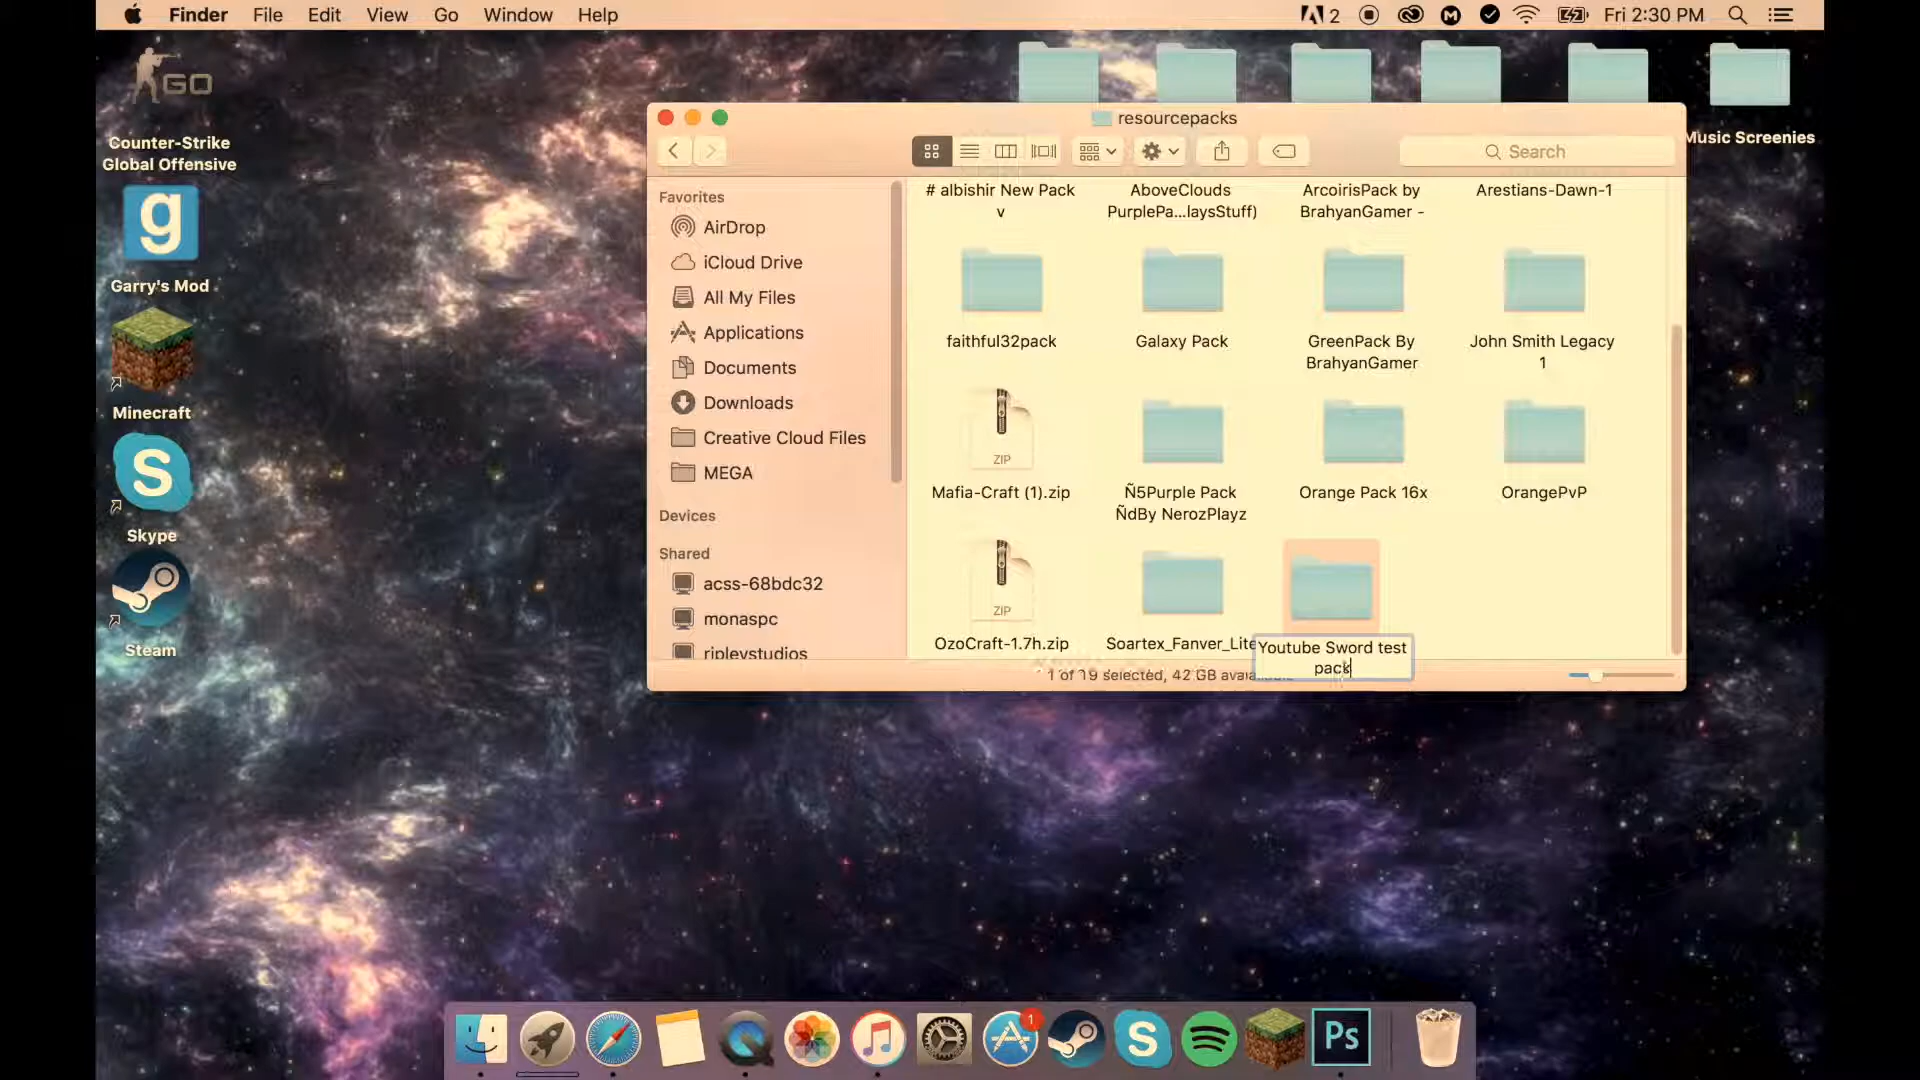 Finder File Edit View Go Window Help
2 Fri 2:30 PM
GO
Counter-Strike
Global Offensive
g
Garry's Mod
Minecraft
S
Skype
Steam
Music Screenies
resourcepacks
Search
Favorites
AirDrop
iCloud Drive
All My Files
Applications
Documents
Downloads
Creative Cloud Files
MEGA
Devices
Shared
acss-68bdc32
monaspc
ripleystudios
# albishir New Pack
v
AboveClouds
PurplePa...laysStuff)
ArcoirisPack by
BrahyanGamer -
Arestians-Dawn-1
faithful32pack
Galaxy Pack
GreenPack By
BrahyanGamer
John Smith Legacy
1
ZIP
Mafia-Craft (1).zip
Ñ5Purple Pack
ÑdBy NerozPlayz
Orange Pack 16x
OrangePvP
ZIP
OzoCraft-1.7h.zip
Soartex_Fanver_Lite
Youtube Sword test
pack
1 of 19 selected, 42 GB
1
S
Ps